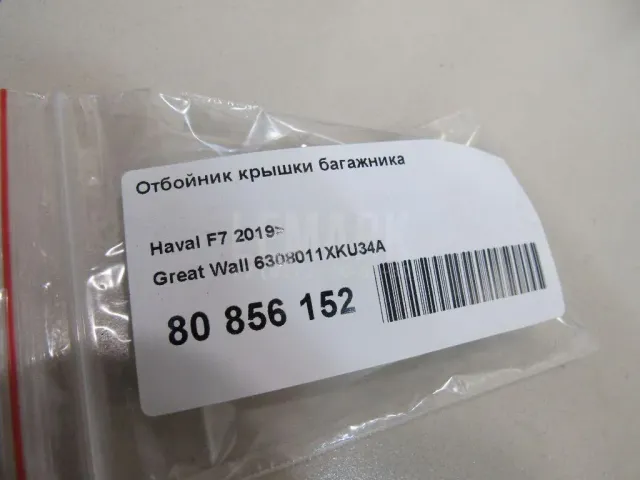 Отбойник крышки багажника
Haval F7 2019>
Great Wall 6308011XKU34A
80 856 152